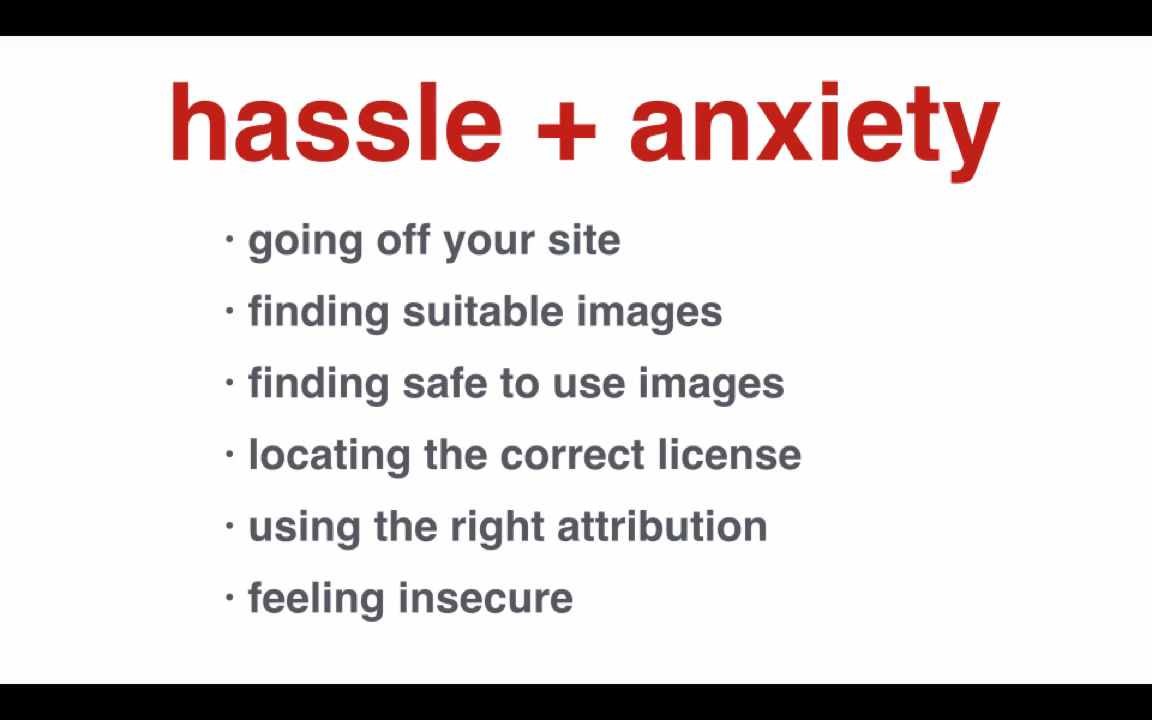 hassle + anxiety
· going off your site
· finding suitable images
· finding safe to use images
· locating the correct license
· using the right attribution
· feeling insecure